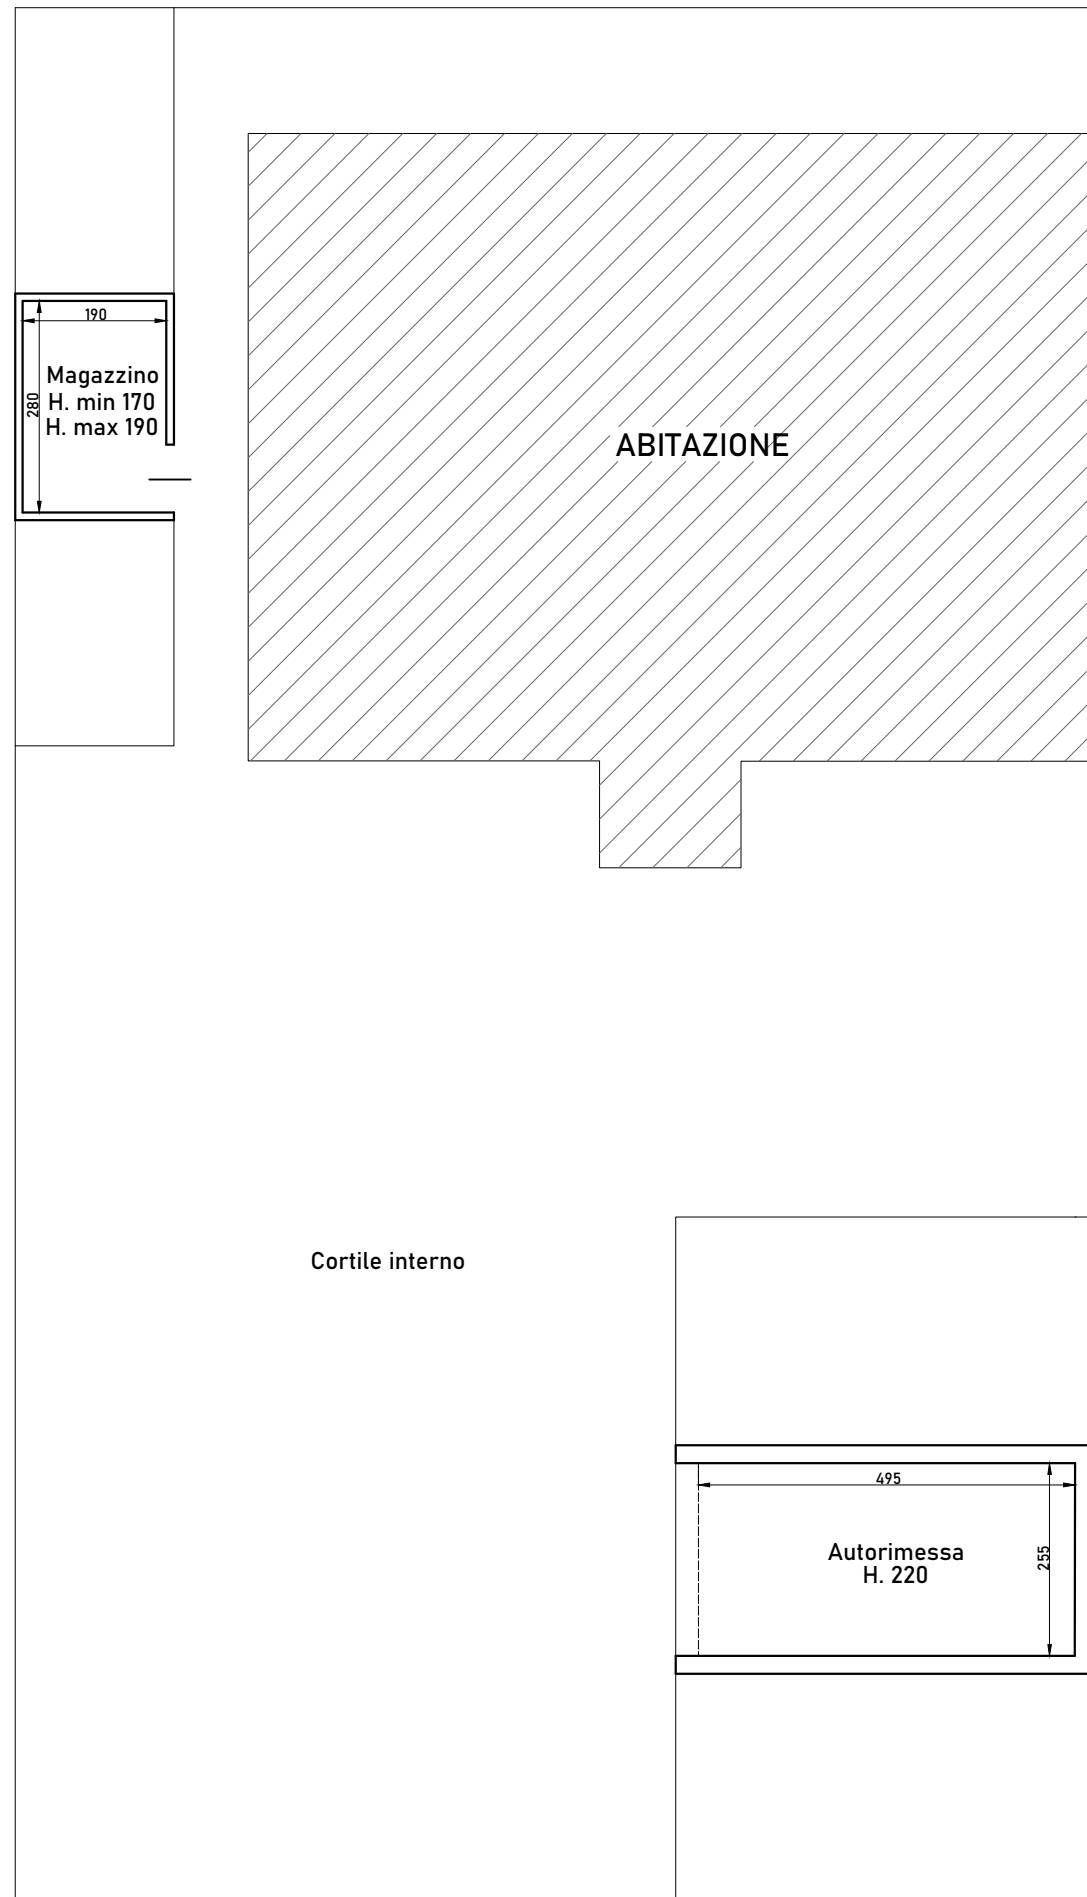 190
280
Magazzino
H. min 170
H. max 190
ABITAZIONE
Cortile interno
495
255
Autorimessa
H. 220